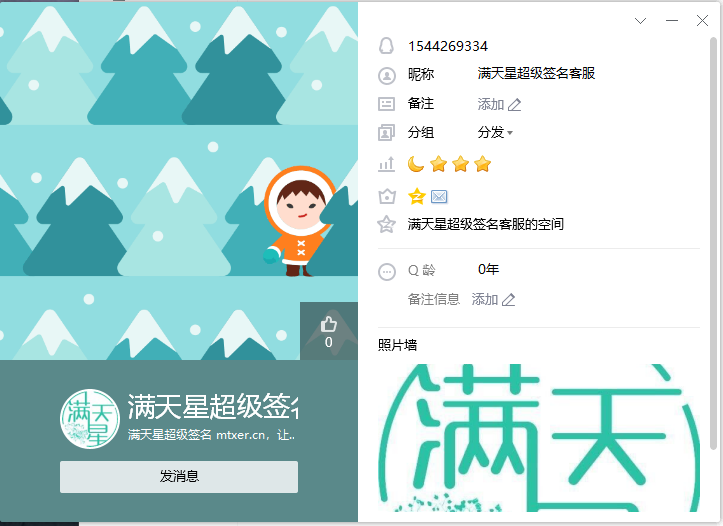 1544269334
昵称 满天星超级签名客服
备注 添加
分组 分发
满天星超级签名客服的空间
Q 龄 0年
备注信息 添加
照片墙
满天
0
满天星
满天星超级签名
满天星超级签名 mtxer.cn，让..
发消息